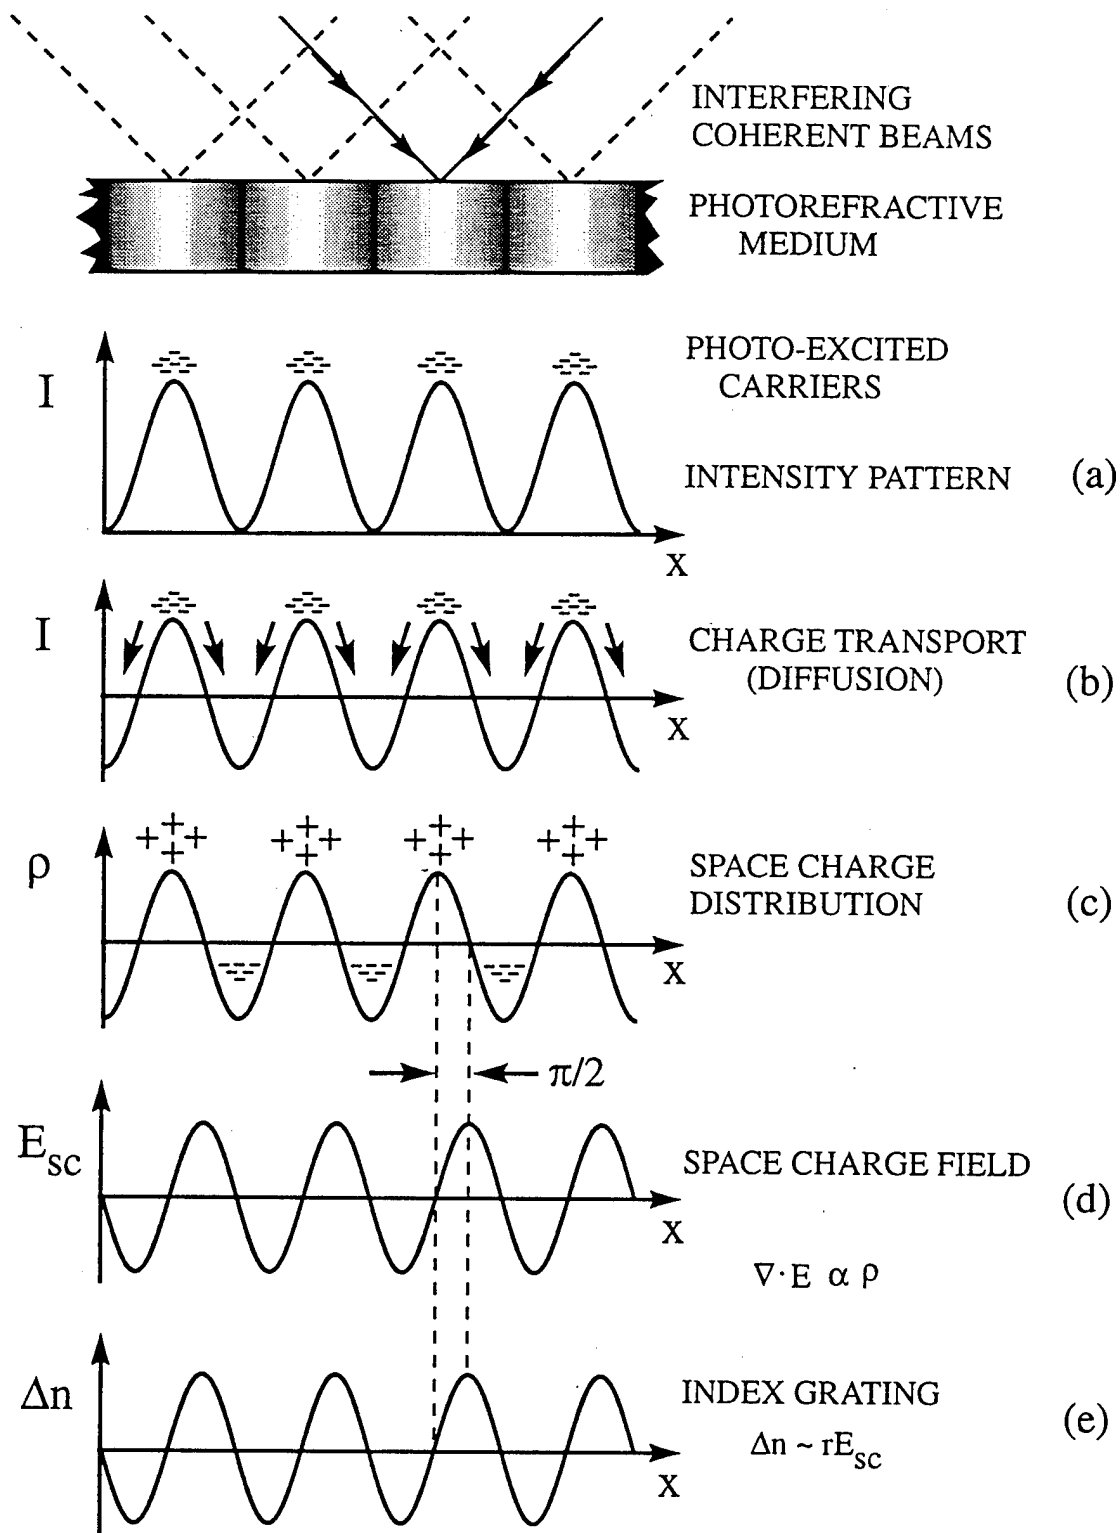 INTERFERING
COHERENT BEAMS
PHOTOREFRACTIVE
MEDIUM
PHOTO-EXCITED
CARRIERS
I
INTENSITY PATTERN
(a)
X
I
CHARGE TRANSPORT
(DIFFUSION)
(b)
X
ρ
SPACE CHARGE
DISTRIBUTION
(c)
X
π/2
E_sc
SPACE CHARGE FIELD
(d)
X
∇·E α ρ
Δn
INDEX GRATING
(e)
Δn ~ rE_sc
X